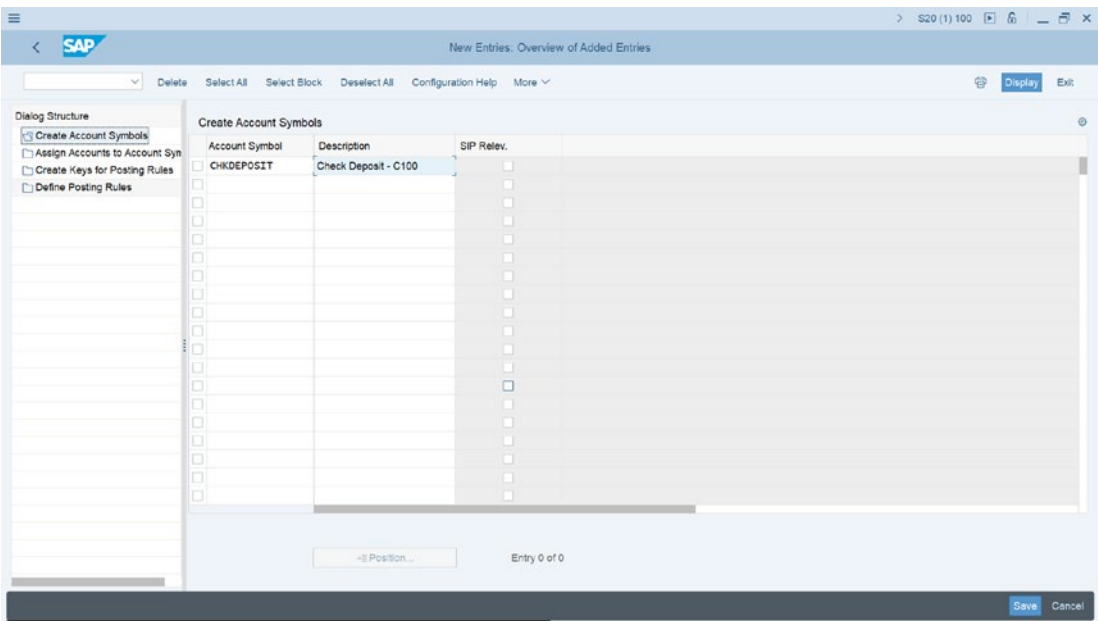 S20 (1) 100
SAP
New Entries: Overview of Added Entries
Delete Select All Select Block Deselect All Configuration Help More Display Exit
Dialog Structure
Create Account Symbols
Assign Accounts to Account Sym
Create Keys for Posting Rules
Define Posting Rules
Create Account Symbols
Account Symbol Description SIP Relev.
CHKDEPOSIT Check Deposit - C100
Position...
Entry 0 of 0
Save Cancel